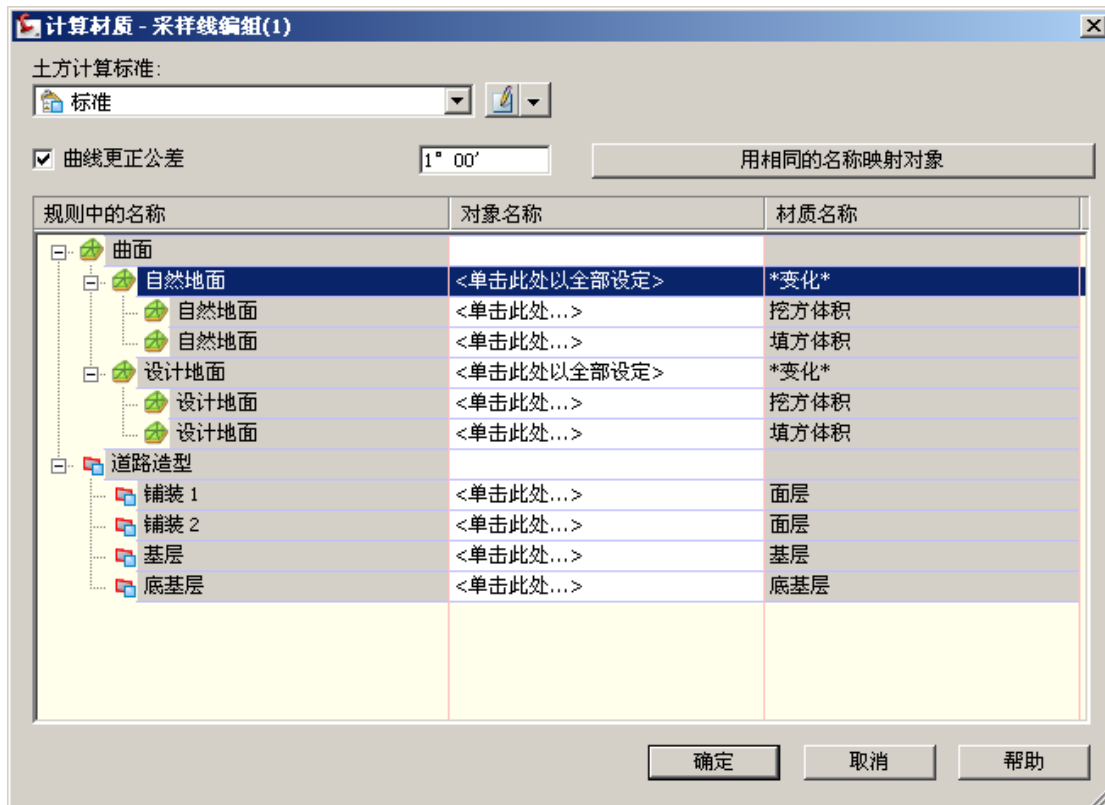 计算材质 - 采样线编组(1)
土方计算标准:
标准
曲线更正公差 1° 00′ 用相同的名称映射对象
规则中的名称 对象名称 材质名称
曲面
自然地面 <单击此处以全部设定> *变化*
自然地面 <单击此处...> 挖方体积
自然地面 <单击此处...> 填方体积
设计地面 <单击此处以全部设定> *变化*
设计地面 <单击此处...> 挖方体积
设计地面 <单击此处...> 填方体积
道路造型
铺装 1 <单击此处...> 面层
铺装 2 <单击此处...> 面层
基层 <单击此处...> 基层
底基层 <单击此处...> 底基层
确定 取消 帮助